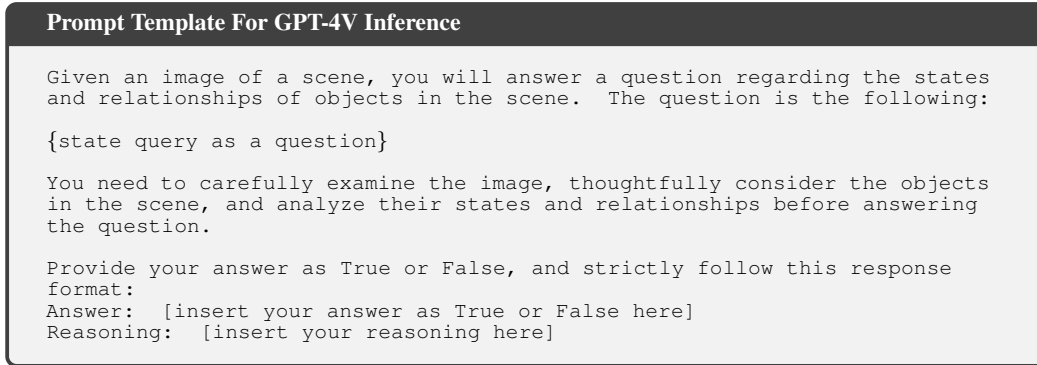 Prompt Template For GPT-4V Inference
Given an image of a scene, you will answer a question regarding the states
and relationships of objects in the scene. The question is the following:
{state query as a question}
You need to carefully examine the image, thoughtfully consider the objects
in the scene, and analyze their states and relationships before answering
the question.
Provide your answer as True or False, and strictly follow this response
format:
Answer: [insert your answer as True or False here]
Reasoning: [insert your reasoning here]